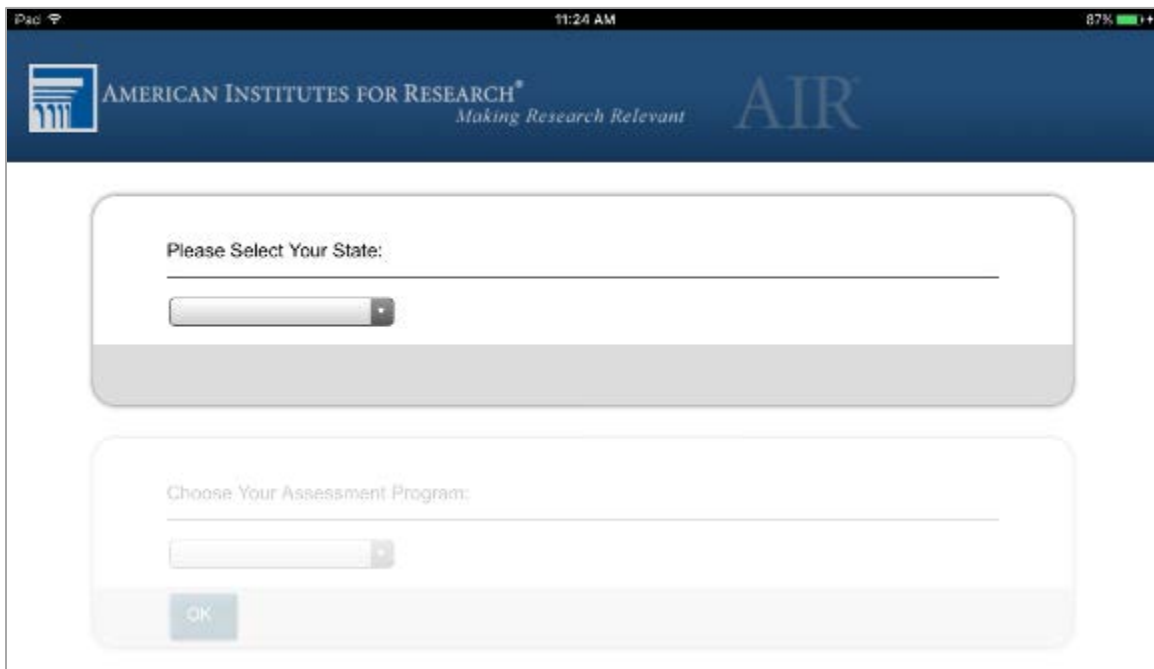 iPad 11:24 AM 87%
AMERICAN INSTITUTES FOR RESEARCH®
Making Research Relevant
AIR
Please Select Your State:
Choose Your Assessment Program:
OK